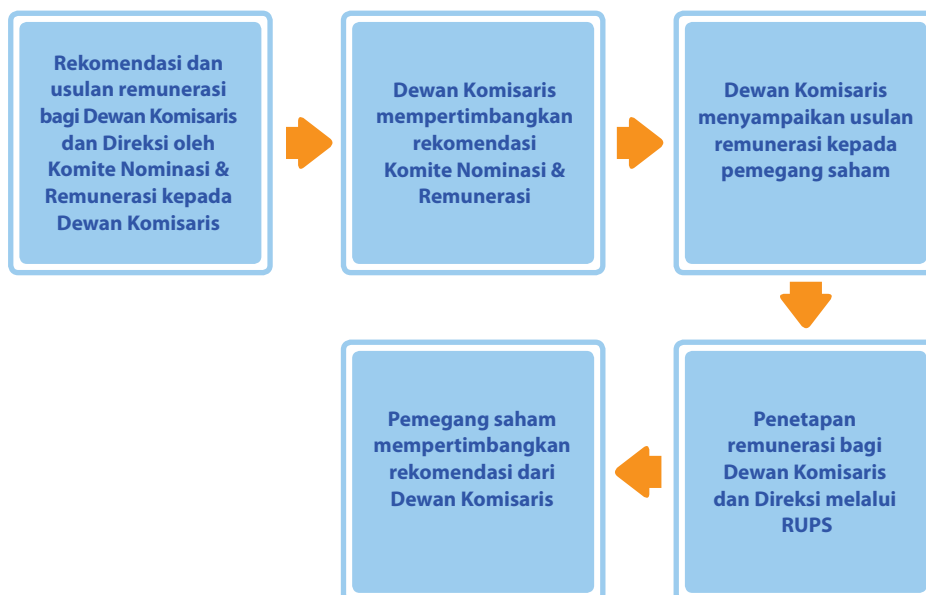 Rekomendasi dan
usulan remunerasi
bagi Dewan Komisaris
dan Direksi oleh
Komite Nominasi &
Remunerasi kepada
Dewan Komisaris
Dewan Komisaris
mempertimbangkan
rekomendasi
Komite Nominasi &
Remunerasi
Dewan Komisaris
menyampaikan usulan
remunerasi kepada
pemegang saham
Penetapan
remunerasi bagi
Dewan Komisaris
dan Direksi melalui
RUPS
Pemegang saham
mempertimbangkan
rekomendasi dari
Dewan Komisaris